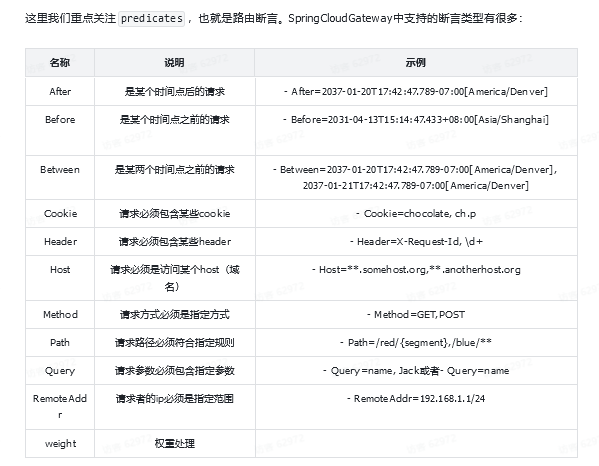 这里我们重点关注 predicates ，也就是路由断言。SpringCloudGateway中支持的断言类型有很多：
名称 说明 示例
After 是某个时间点后的请求 - After=2037-01-20T17:42:47.789-07:00[America/Denver]
Before 是某个时间点之前的请求 - Before=2031-04-13T15:14:47.433+08:00[Asia/Shanghai]
Between 是某两个时间点之前的请求 - Between=2037-01-20T17:42:47.789-07:00[America/Denver],
2037-01-21T17:42:47.789-07:00[America/Denver]
Cookie 请求必须包含某些cookie - Cookie=chocolate, ch.p
Header 请求必须包含某些header - Header=X-Request-Id, \d+
Host 请求必须是访问某个host（域
名） - Host=**.somehost.org,**.anotherhost.org
Method 请求方式必须是指定方式 - Method=GET,POST
Path 请求路径必须符合指定规则 - Path=/red/{segment},/blue/**
Query 请求参数必须包含指定参数 - Query=name, Jack或者- Query=name
RemoteAdd
r 请求者的ip必须是指定范围 - RemoteAddr=192.168.1.1/24
weight 权重处理